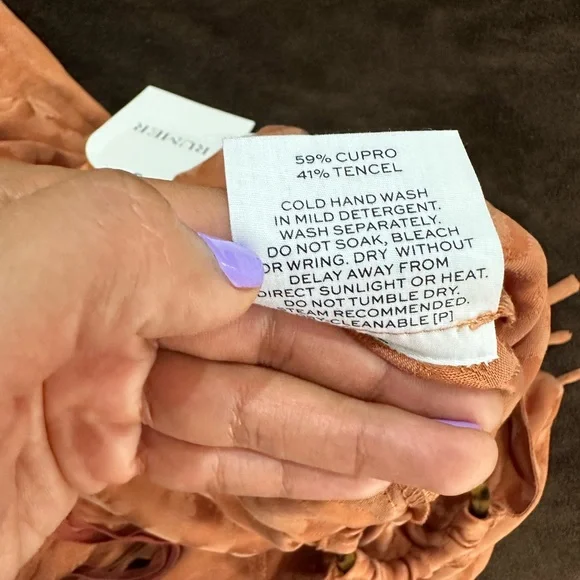 RUMER
59% CUPRO
41% TENCEL
COLD HAND WASH
IN MILD DETERGENT.
WASH SEPARATELY.
DO NOT SOAK, BLEACH
OR WRING. DRY WITHOUT
DELAY AWAY FROM
DIRECT SUNLIGHT OR HEAT.
DO NOT TUMBLE DRY.
STEAM RECOMMENDED.
Y-CLEANABLE [P]